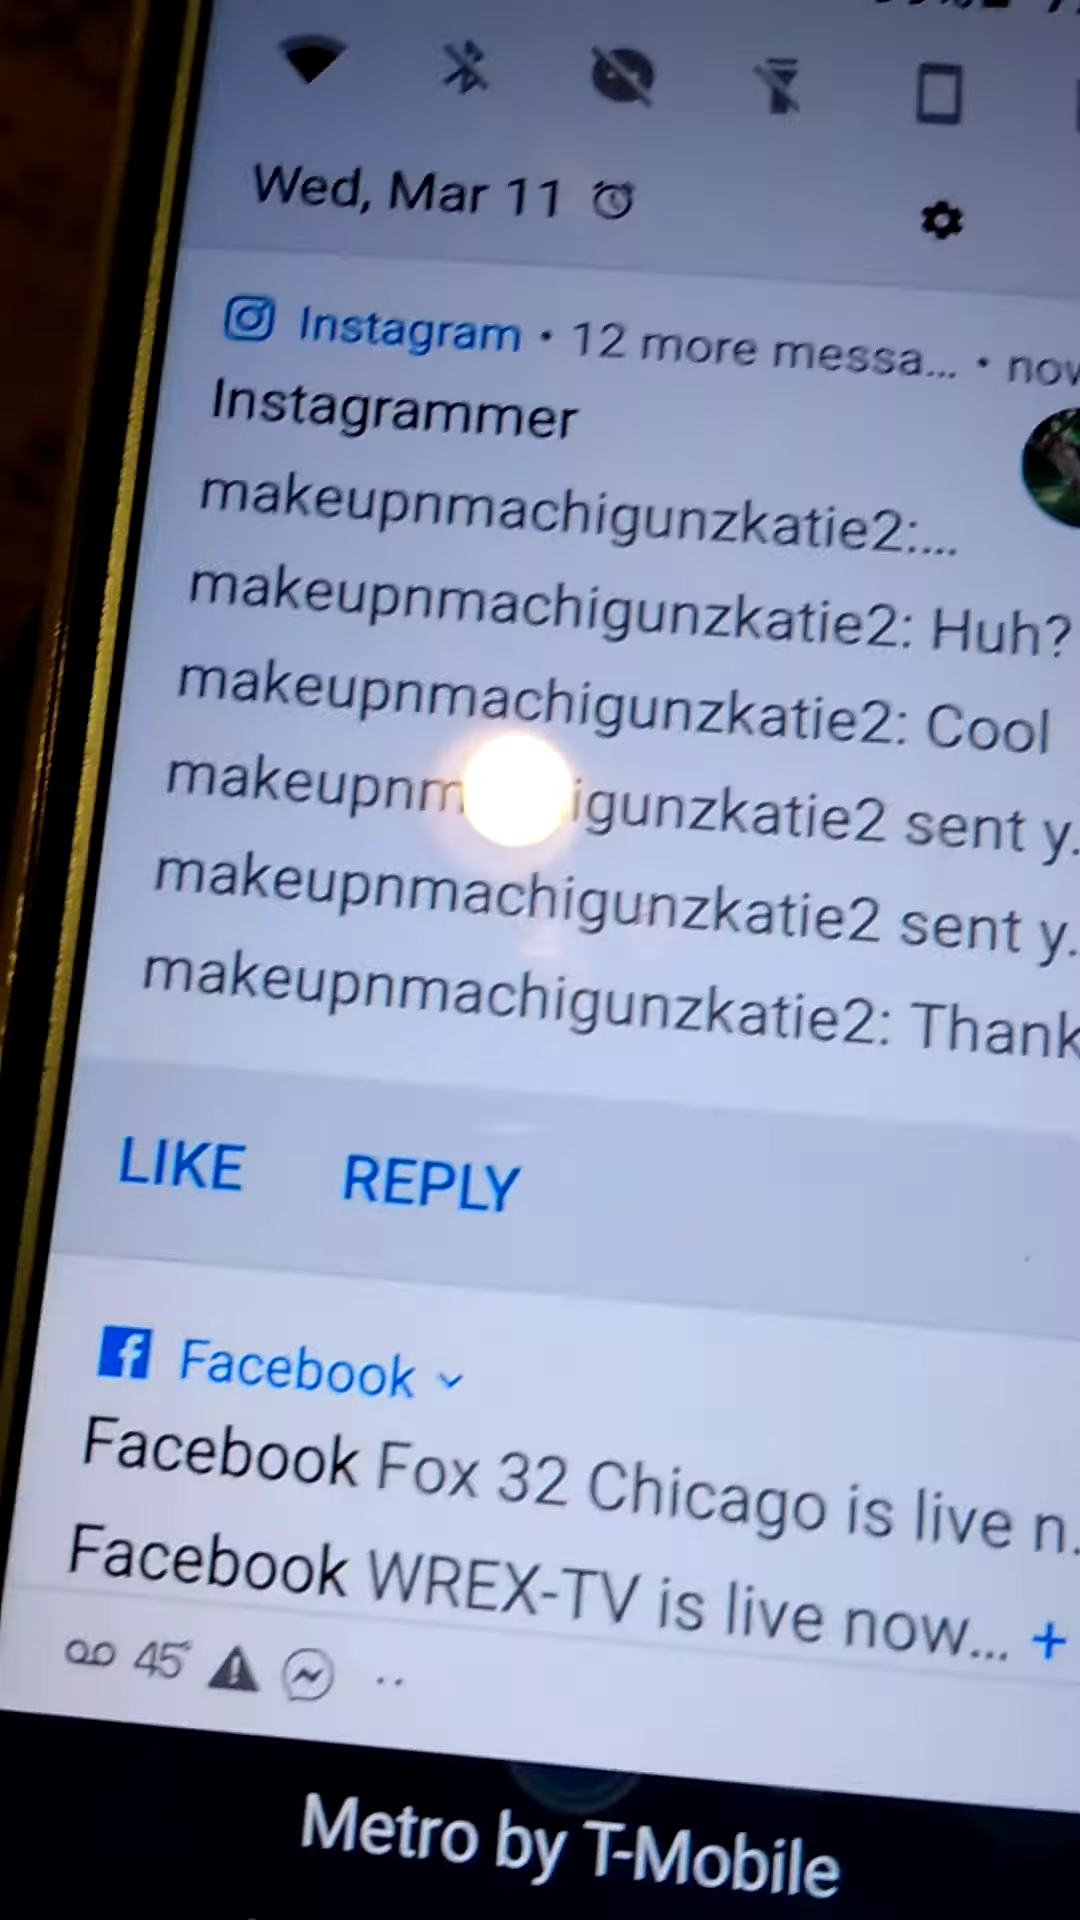 Wed, Mar 11
Instagram • 12 more messa... • now
Instagrammer
makeupnmachigunzkatie2:...
makeupnmachigunzkatie2: Huh?
makeupnmachigunzkatie2: Cool
makeupnm igunzkatie2 sent y.
makeupnmachigunzkatie2 sent y.
makeupnmachigunzkatie2: Thank
LIKE REPLY
Facebook
Facebook Fox 32 Chicago is live n.
Facebook WREX-TV is live now... +
45°
Metro by T-Mobile